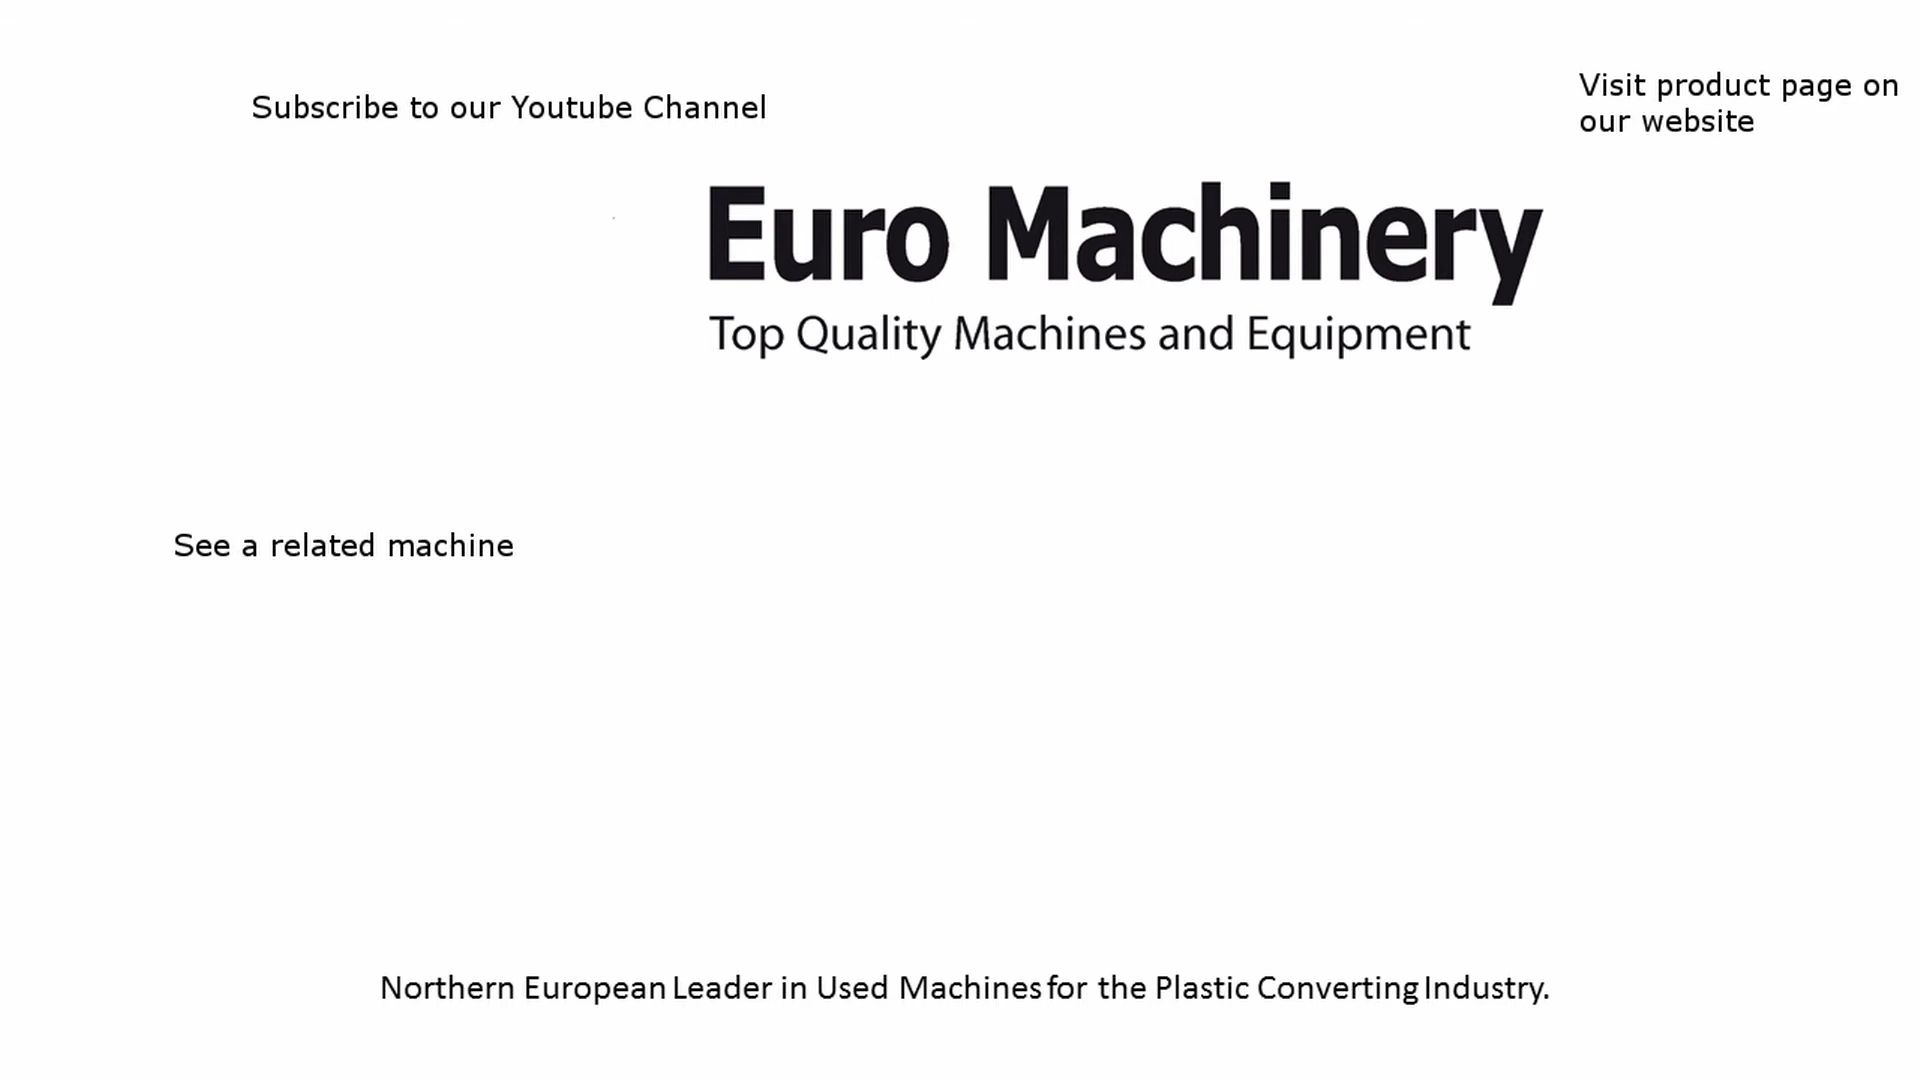 Subscribe to our Youtube Channel
Visit product page on
our website
Euro Machinery
Top Quality Machines and Equipment
See a related machine
Northern European Leader in Used Machines for the Plastic Converting Industry.